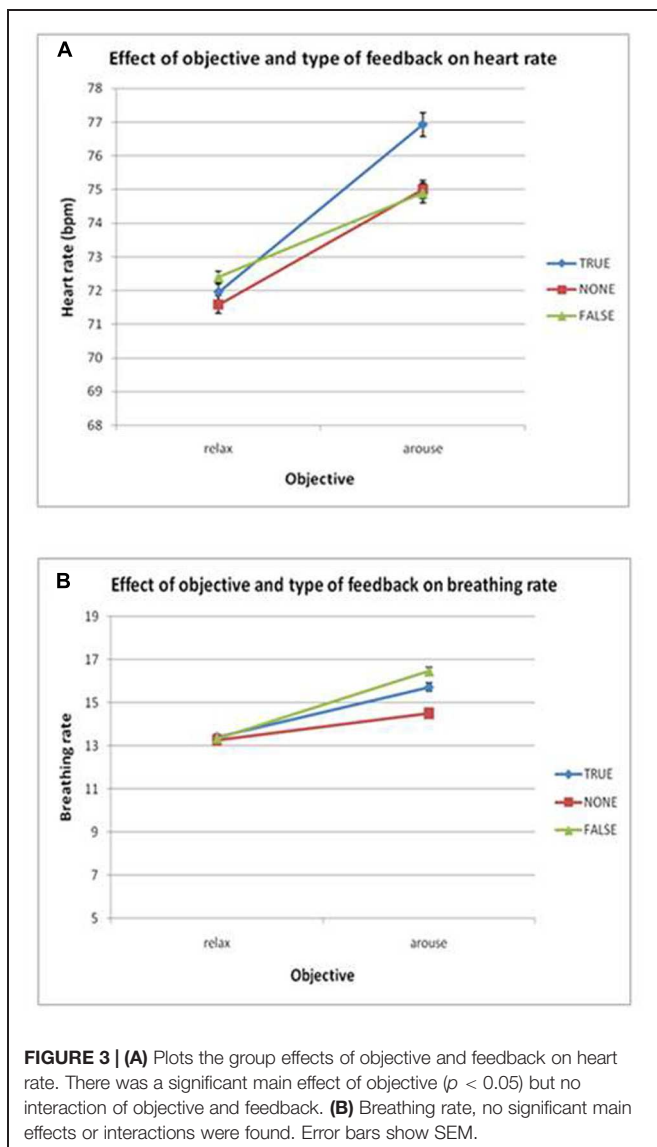 A
Effect of objective and type of feedback on heart rate
78
77
76
75
74
73
72
71
70
69
68
Heart rate (bpm)
relax
arouse
Objective
TRUE
NONE
FALSE
B
Effect of objective and type of feedback on breathing rate
19
17
15
13
11
9
7
5
Breathing rate
relax
arouse
Objective
TRUE
NONE
FALSE
FIGURE 3 | (A) Plots the group effects of objective and feedback on heart
rate. There was a significant main effect of objective (p < 0.05) but no
interaction of objective and feedback. (B) Breathing rate, no significant main
effects or interactions were found. Error bars show SEM.